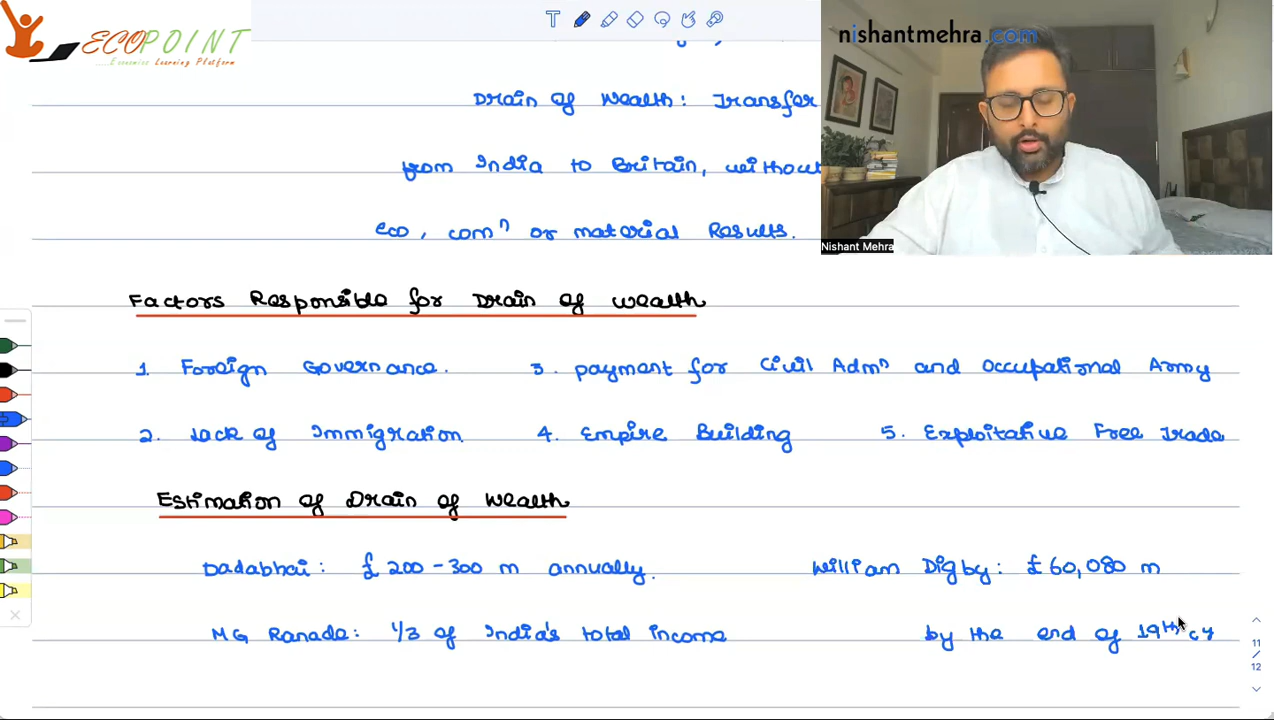 ECOPOINT
Economics Learning Platform
nishantmehra.com
Nishant Mehra
Drain of Wealth: Transfer
from India to Britain, without
eco, comⁿ or material Results.
Factors Responsible for Drain of wealth
1. Foreign Governance. 3. payment for Civil Admⁿ and Occupational Army
2. Lack of Immigration 4. Empire Building 5. Exploitative Free Trade
Estimation of Drain of Wealth
Dadabhai: £ 200-300 m annually. William Digby: £ 60,080 m
MG Ranade: 1/3 of India's total income by the end of 19th cy
11
/
12